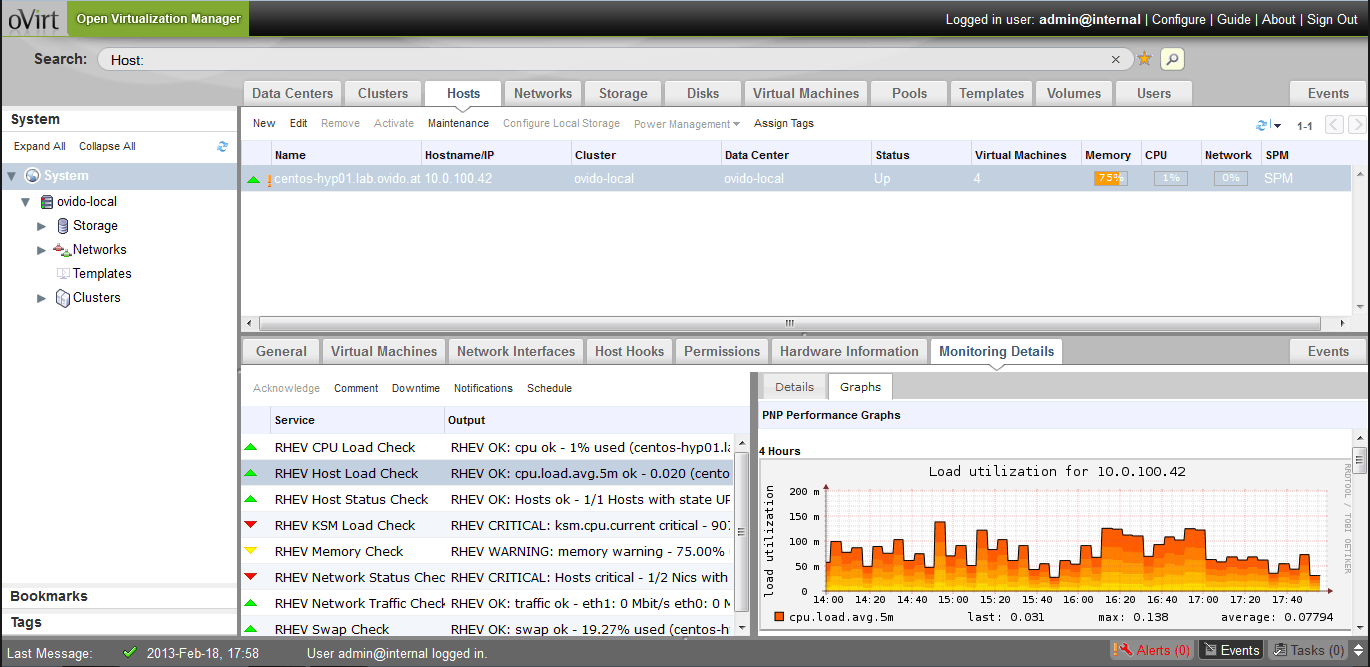 oVirt Open Virtualization Manager Logged in user: admin@internal | Configure | Guide | About | Sign Out
Search: Host:
Data Centers Clusters Hosts Networks Storage Disks Virtual Machines Pools Templates Volumes Users Events
System
Expand All Collapse All
System
ovido-local
Storage
Networks
Templates
Clusters
Bookmarks
Tags
New Edit Remove Activate Maintenance Configure Local Storage Power Management Assign Tags 1-1
Name Hostname/IP Cluster Data Center Status Virtual Machines Memory CPU Network SPM
centos-hyp01.lab.ovido.at 10.0.100.42 ovido-local ovido-local Up 4 75% 1% 0% SPM
General Virtual Machines Network Interfaces Host Hooks Permissions Hardware Information Monitoring Details Events
Acknowledge Comment Downtime Notifications Schedule
Service Output
RHEV CPU Load Check RHEV OK: cpu ok - 1% used (centos-hyp01.l
RHEV Host Load Check RHEV OK: cpu.load.avg.5m ok - 0.020 (cento
RHEV Host Status Check RHEV OK: Hosts ok - 1/1 Hosts with state UP
RHEV KSM Load Check RHEV CRITICAL: ksm.cpu.current critical - 90
RHEV Memory Check RHEV WARNING: memory warning - 75.00%
RHEV Network Status Chec RHEV CRITICAL: Hosts critical - 1/2 Nics with
RHEV Network Traffic Check RHEV OK: traffic ok - eth1: 0 Mbit/s eth0: 0 M
RHEV Swap Check RHEV OK: swap ok - 19.27% used (centos-h
Details Graphs
PNP Performance Graphs
4 Hours
Load utilization for 10.0.100.42
load utilization
200 m
150 m
100 m
50 m
0
14:00 14:20 14:40 15:00 15:20 15:40 16:00 16:20 16:40 17:00 17:20 17:40
cpu.load.avg.5m last: 0.031 max: 0.138 average: 0.07794
RRDTOOL / TOBI OETIKER
Last Message: 2013-Feb-18, 17:58 User admin@internal logged in. Alerts (0) Events Tasks (0)